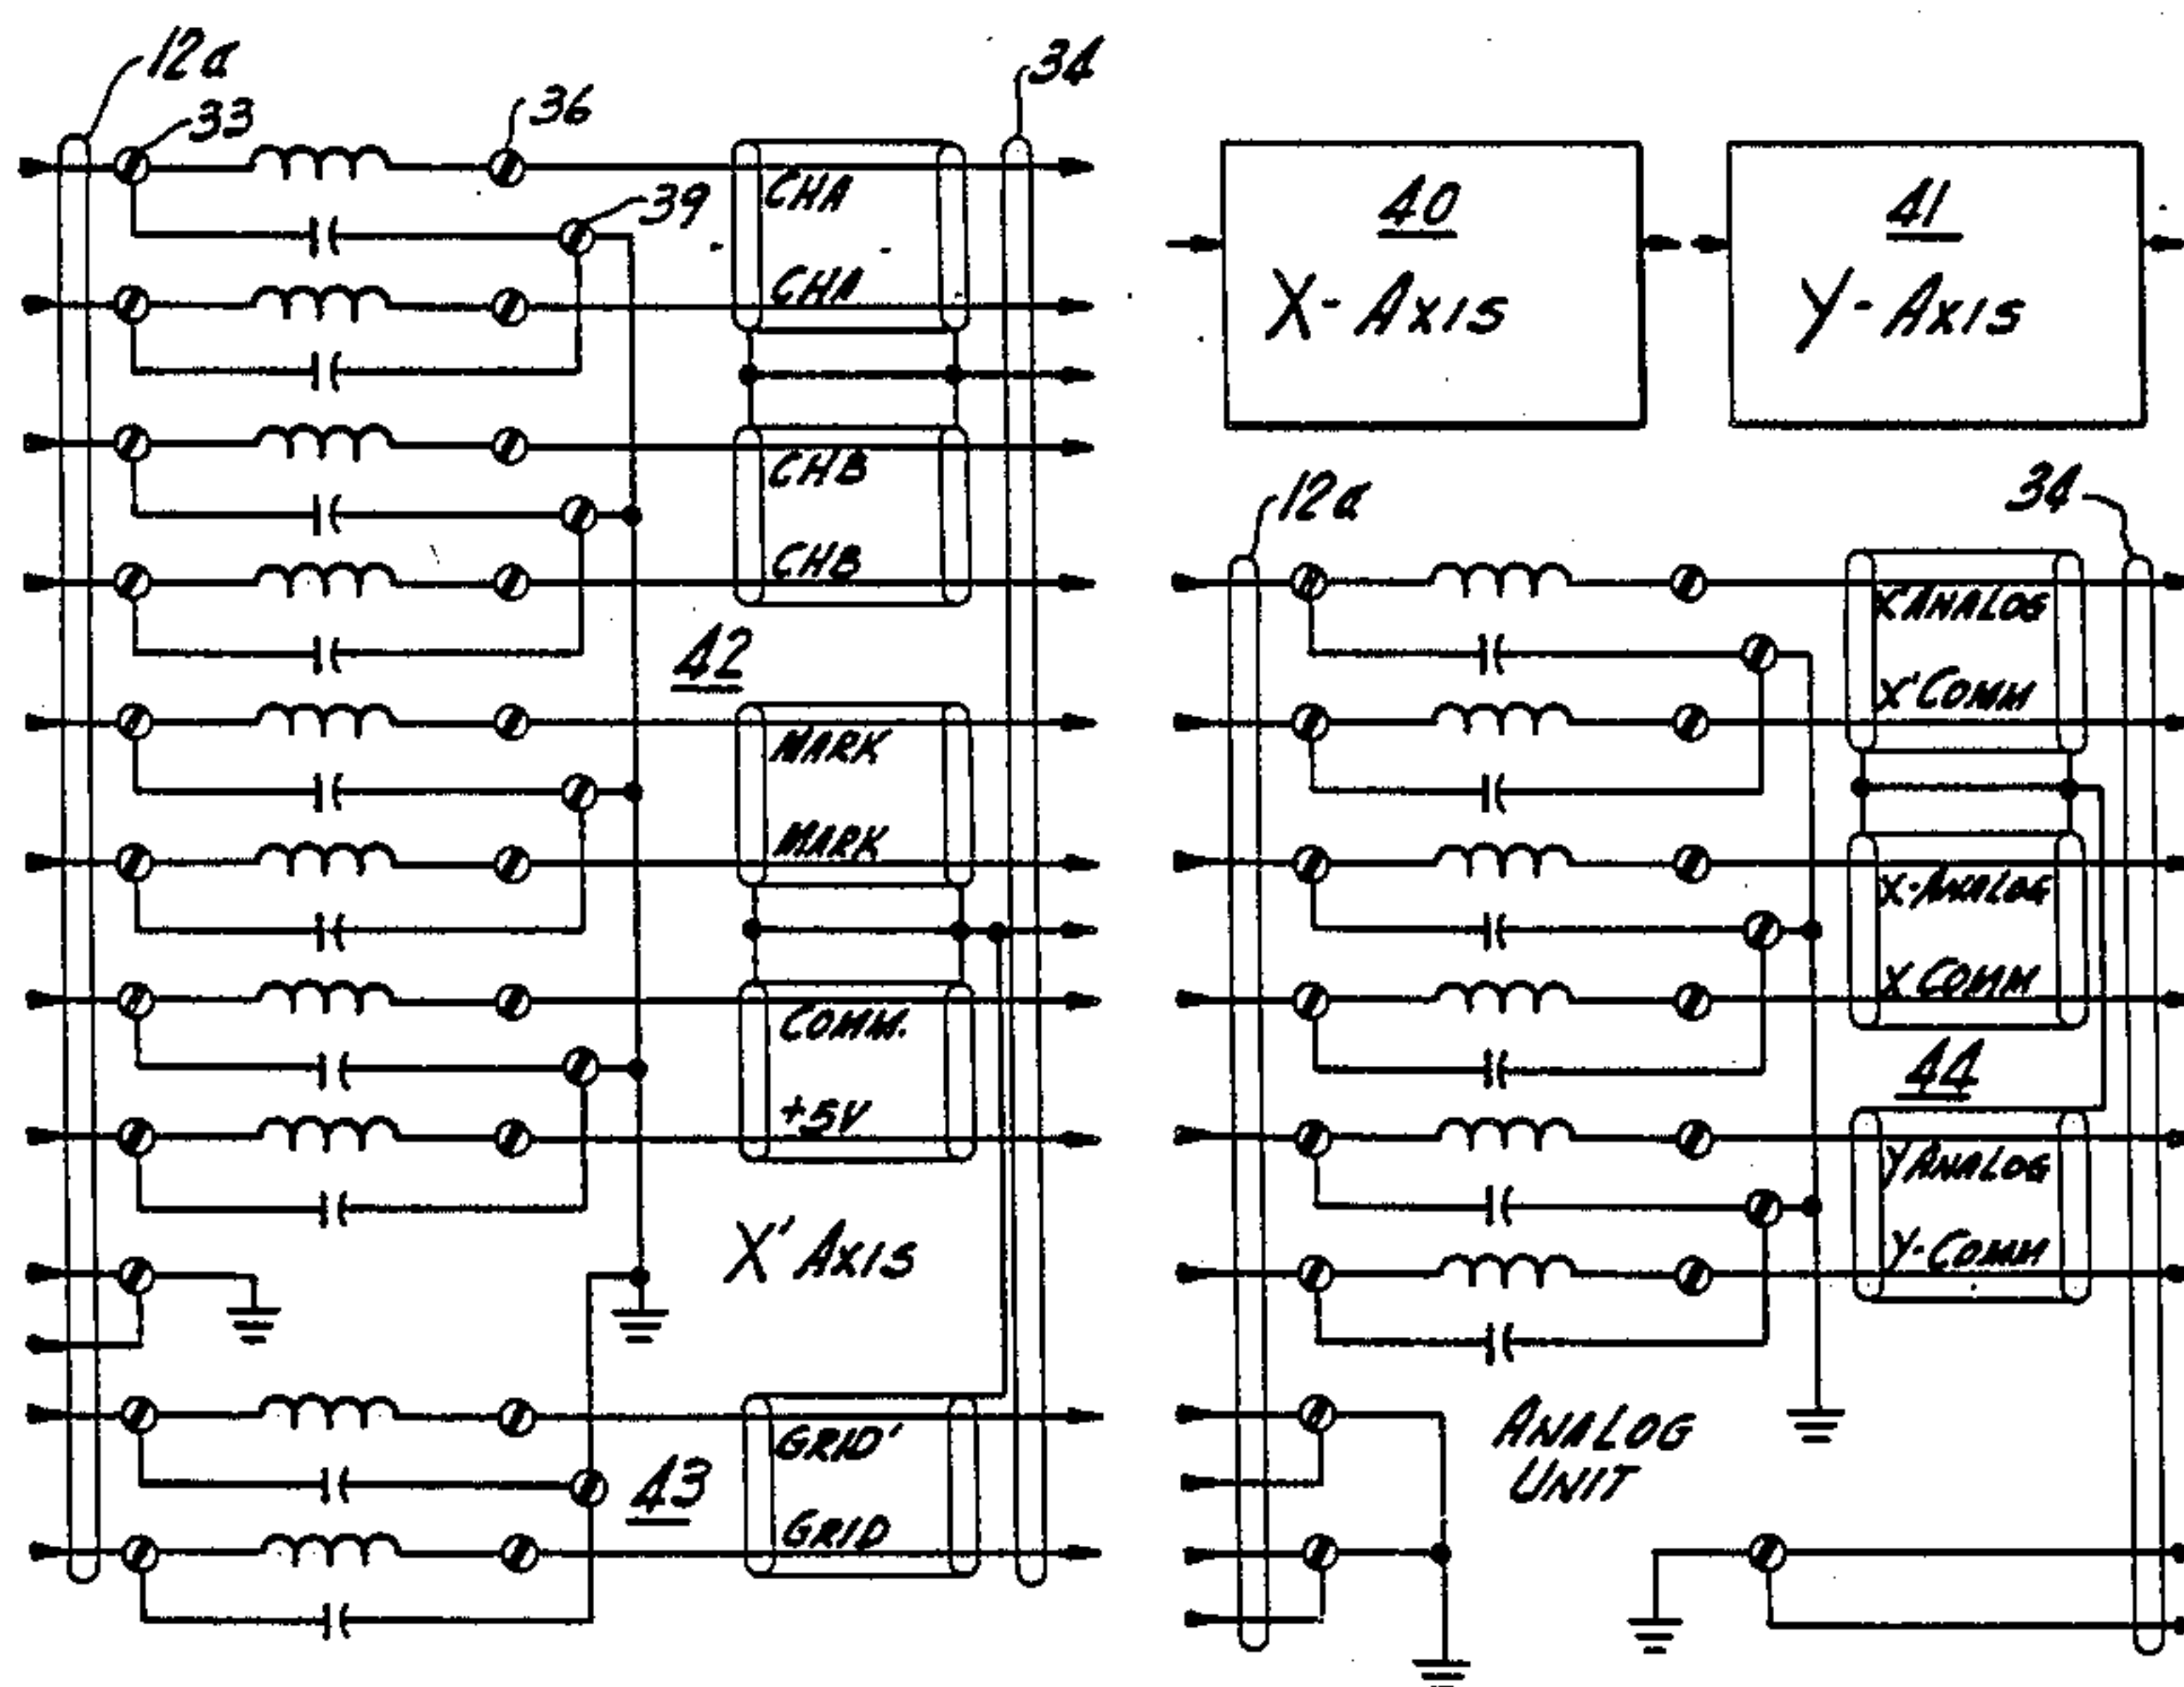 12a
33
36
34
39
CHA
CHA
CHB
CHB
42
MARK
MARK
COMM.
+5V
X' AXIS
GRID'
43
GRID
40
X- AXIS
41
Y- AXIS
12a
34
X'ANALOG
X'COMM
X-ANALOG
X COMM
44
Y ANALOG
Y-COMM
ANALOG
UNIT